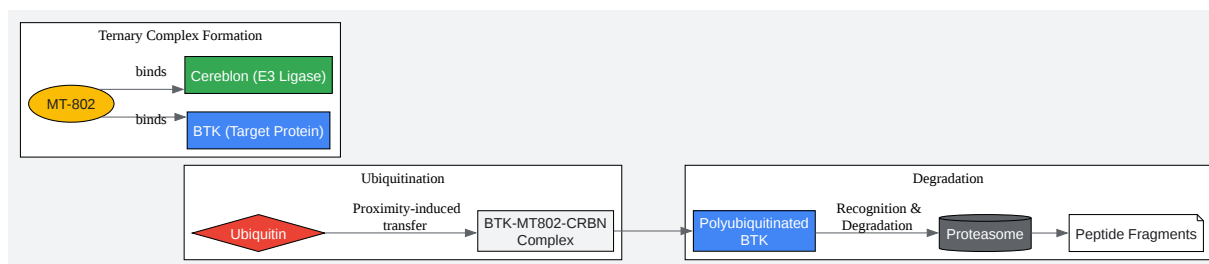 Ternary Complex Formation
binds
Cereblon (E3 Ligase)
MT-802
binds
BTK (Target Protein)
Ubiquitination
Ubiquitin
Proximity-induced
transfer
BTK-MT802-CRBN
Complex
Degradation
Polyubiquitinated
BTK
Recognition &
Degradation
Proteasome
Peptide Fragments